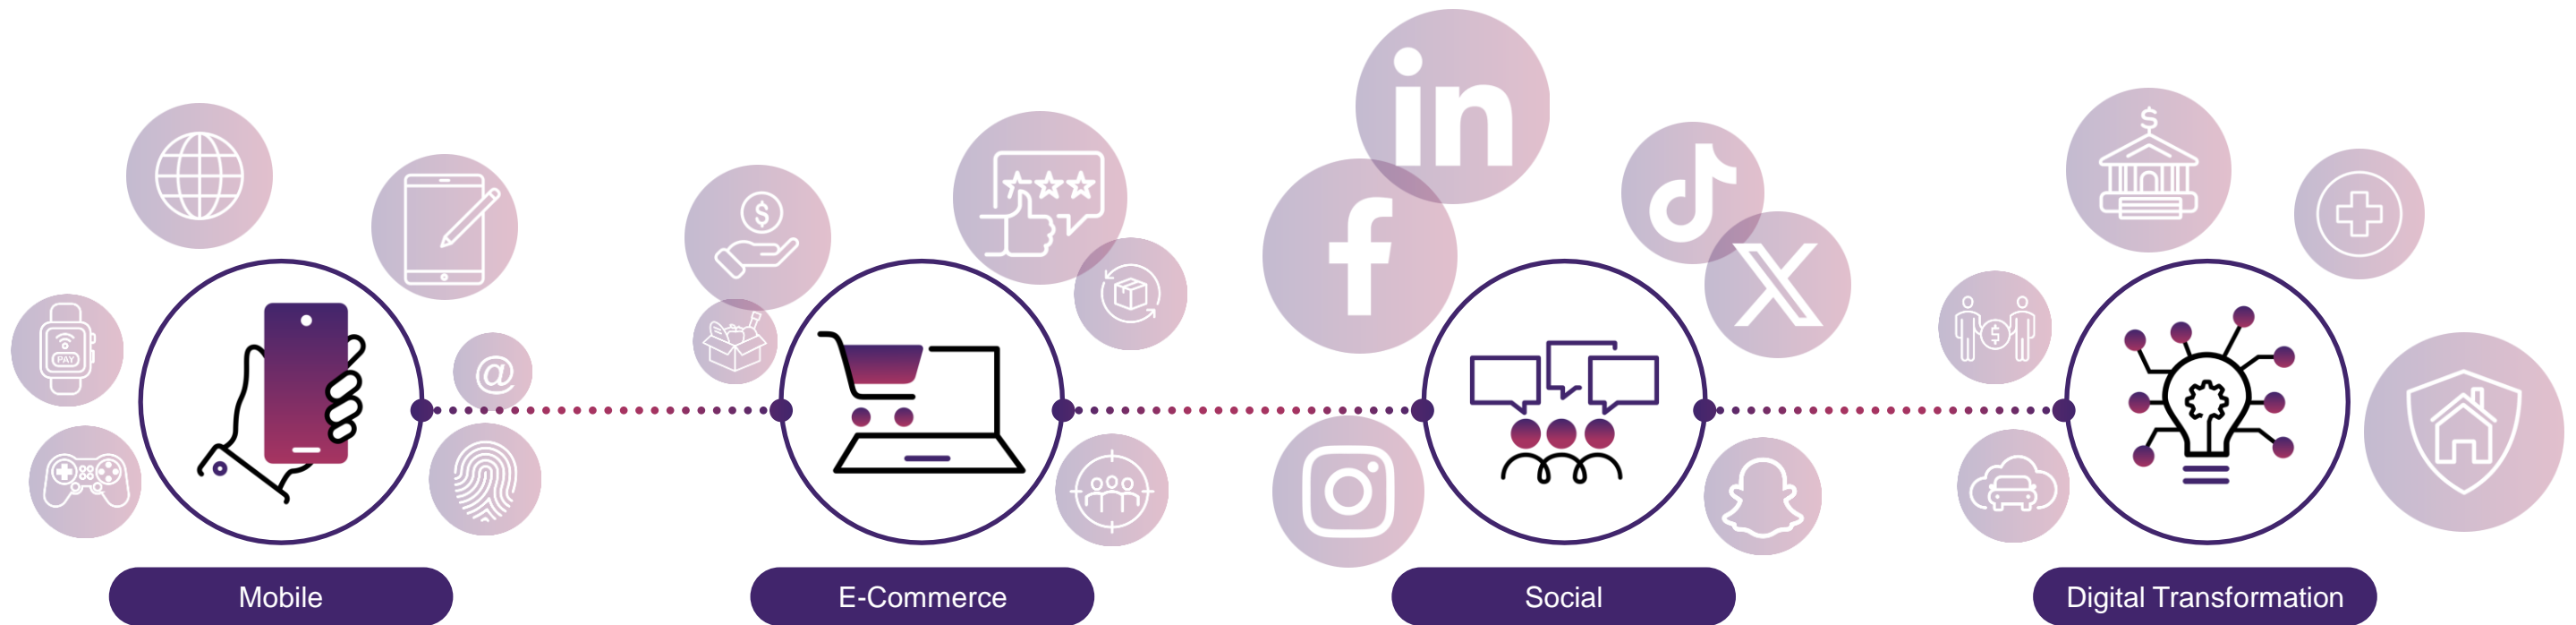 in
$
$
f
X
PAY
@
$
Mobile
E-Commerce
Social
Digital Transformation